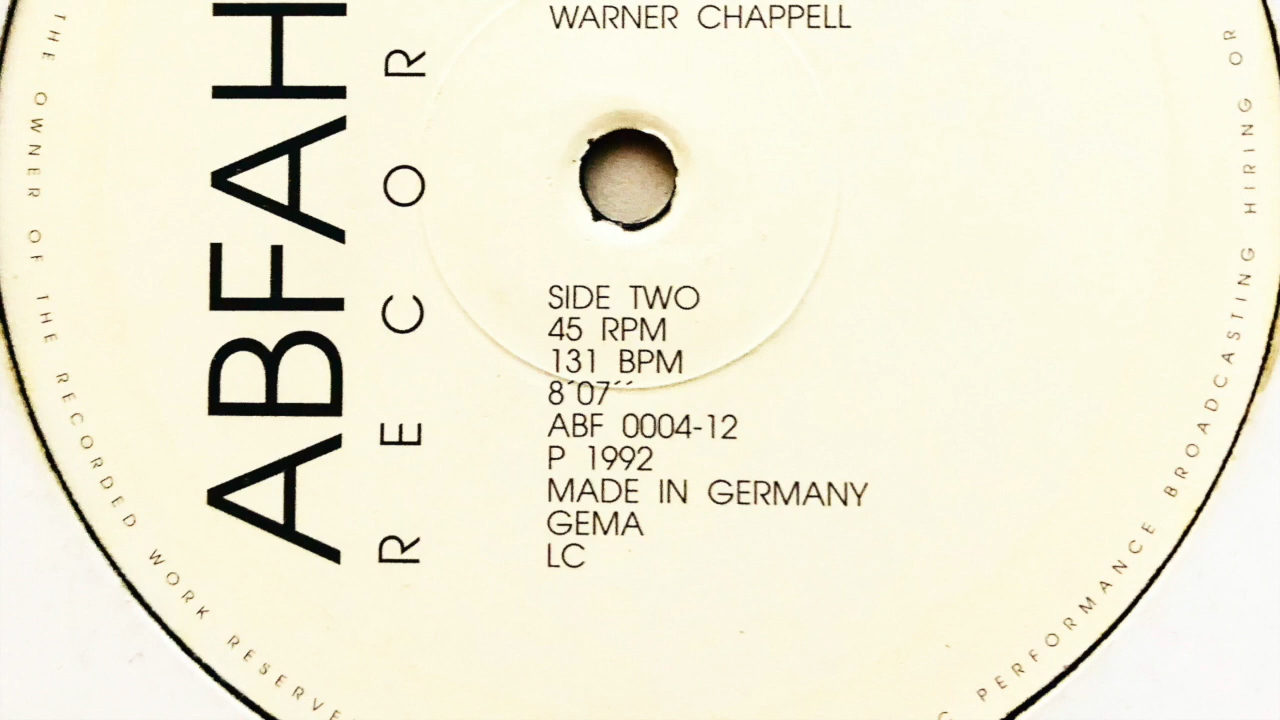 WARNER CHAPPELL
SIDE TWO
45 RPM
131 BPM
8´07´´
ABF 0004-12
P 1992
MADE IN GERMANY
GEMA
LC
ABFAH
RECOR
THE OWNER OF THE RECORDED WORK RESERVE
PERFORMANCE BROADCASTING HIRING OR